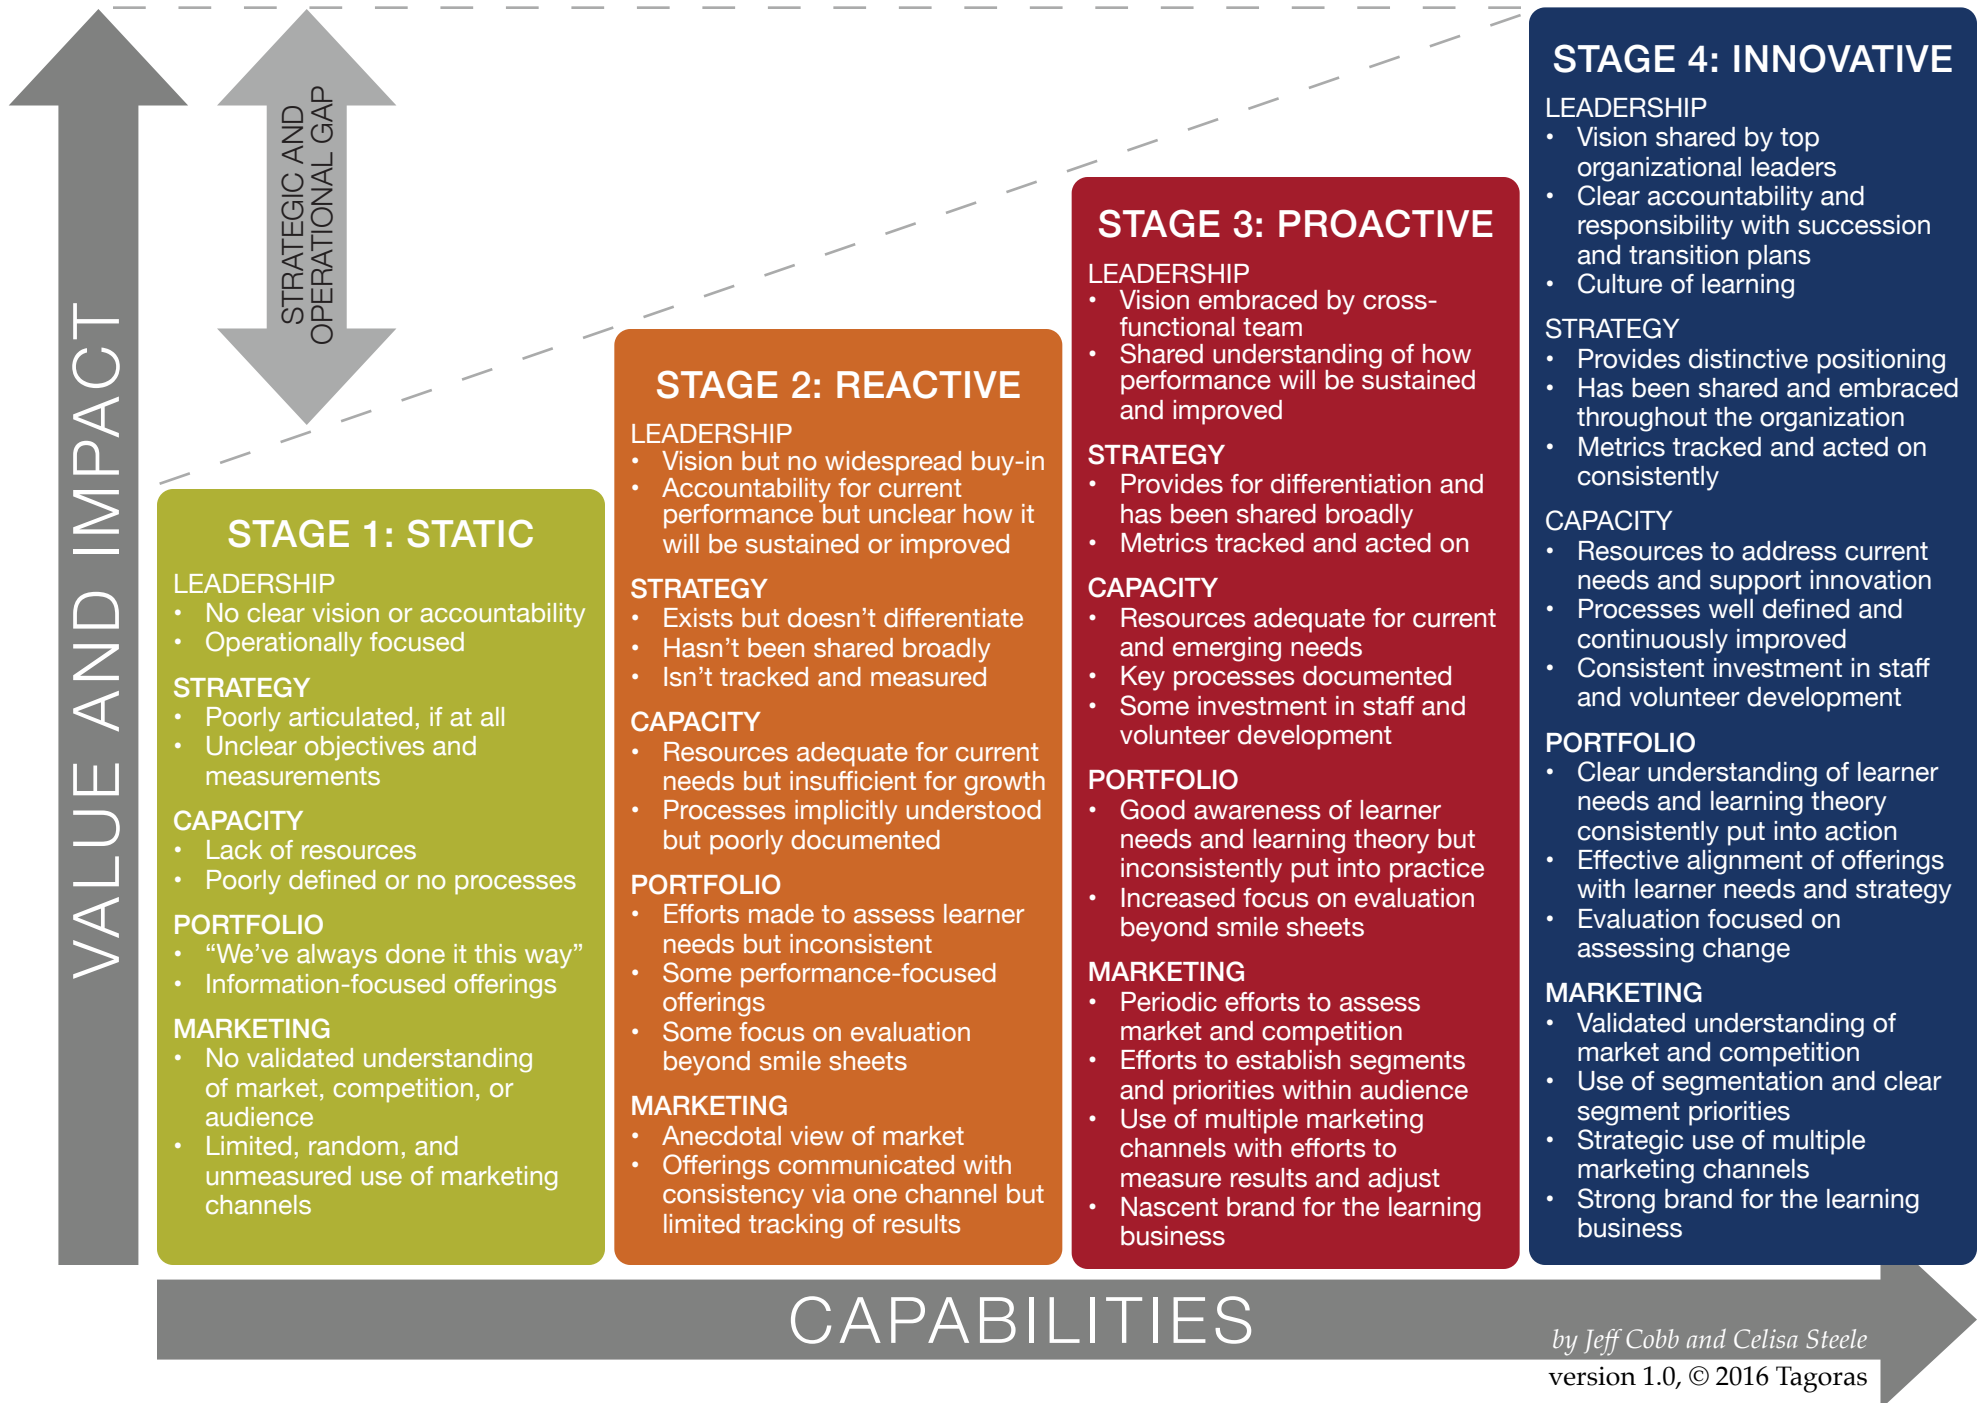 VALUE AND IMPACT
STRATEGIC AND
OPERATIONAL GAP
STAGE 1: STATIC
LEADERSHIP
• No clear vision or accountability
• Operationally focused
STRATEGY
• Poorly articulated, if at all
• Unclear objectives and
measurements
CAPACITY
• Lack of resources
• Poorly defined or no processes
PORTFOLIO
• “We’ve always done it this way”
• Information-focused offerings
MARKETING
• No validated understanding
of market, competition, or
audience
• Limited, random, and
unmeasured use of marketing
channels
STAGE 2: REACTIVE
LEADERSHIP
• Vision but no widespread buy-in
• Accountability for current
performance but unclear how it
will be sustained or improved
STRATEGY
• Exists but doesn’t differentiate
• Hasn’t been shared broadly
• Isn’t tracked and measured
CAPACITY
• Resources adequate for current
needs but insufficient for growth
• Processes implicitly understood
but poorly documented
PORTFOLIO
• Efforts made to assess learner
needs but inconsistent
• Some performance-focused
offerings
• Some focus on evaluation
beyond smile sheets
MARKETING
• Anecdotal view of market
• Offerings communicated with
consistency via one channel but
limited tracking of results
STAGE 3: PROACTIVE
LEADERSHIP
• Vision embraced by cross-
functional team
• Shared understanding of how
performance will be sustained
and improved
STRATEGY
• Provides for differentiation and
has been shared broadly
• Metrics tracked and acted on
CAPACITY
• Resources adequate for current
and emerging needs
• Key processes documented
• Some investment in staff and
volunteer development
PORTFOLIO
• Good awareness of learner
needs and learning theory but
inconsistently put into practice
• Increased focus on evaluation
beyond smile sheets
MARKETING
• Periodic efforts to assess
market and competition
• Efforts to establish segments
and priorities within audience
• Use of multiple marketing
channels with efforts to
measure results and adjust
• Nascent brand for the learning
business
STAGE 4: INNOVATIVE
LEADERSHIP
• Vision shared by top
organizational leaders
• Clear accountability and
responsibility with succession
and transition plans
• Culture of learning
STRATEGY
• Provides distinctive positioning
• Has been shared and embraced
throughout the organization
• Metrics tracked and acted on
consistently
CAPACITY
• Resources to address current
needs and support innovation
• Processes well defined and
continuously improved
• Consistent investment in staff
and volunteer development
PORTFOLIO
• Clear understanding of learner
needs and learning theory
consistently put into action
• Effective alignment of offerings
with learner needs and strategy
• Evaluation focused on
assessing change
MARKETING
• Validated understanding of
market and competition
• Use of segmentation and clear
segment priorities
• Strategic use of multiple
marketing channels
• Strong brand for the learning
business
CAPABILITIES
by Jeff Cobb and Celisa Steele
version 1.0, © 2016 Tagoras